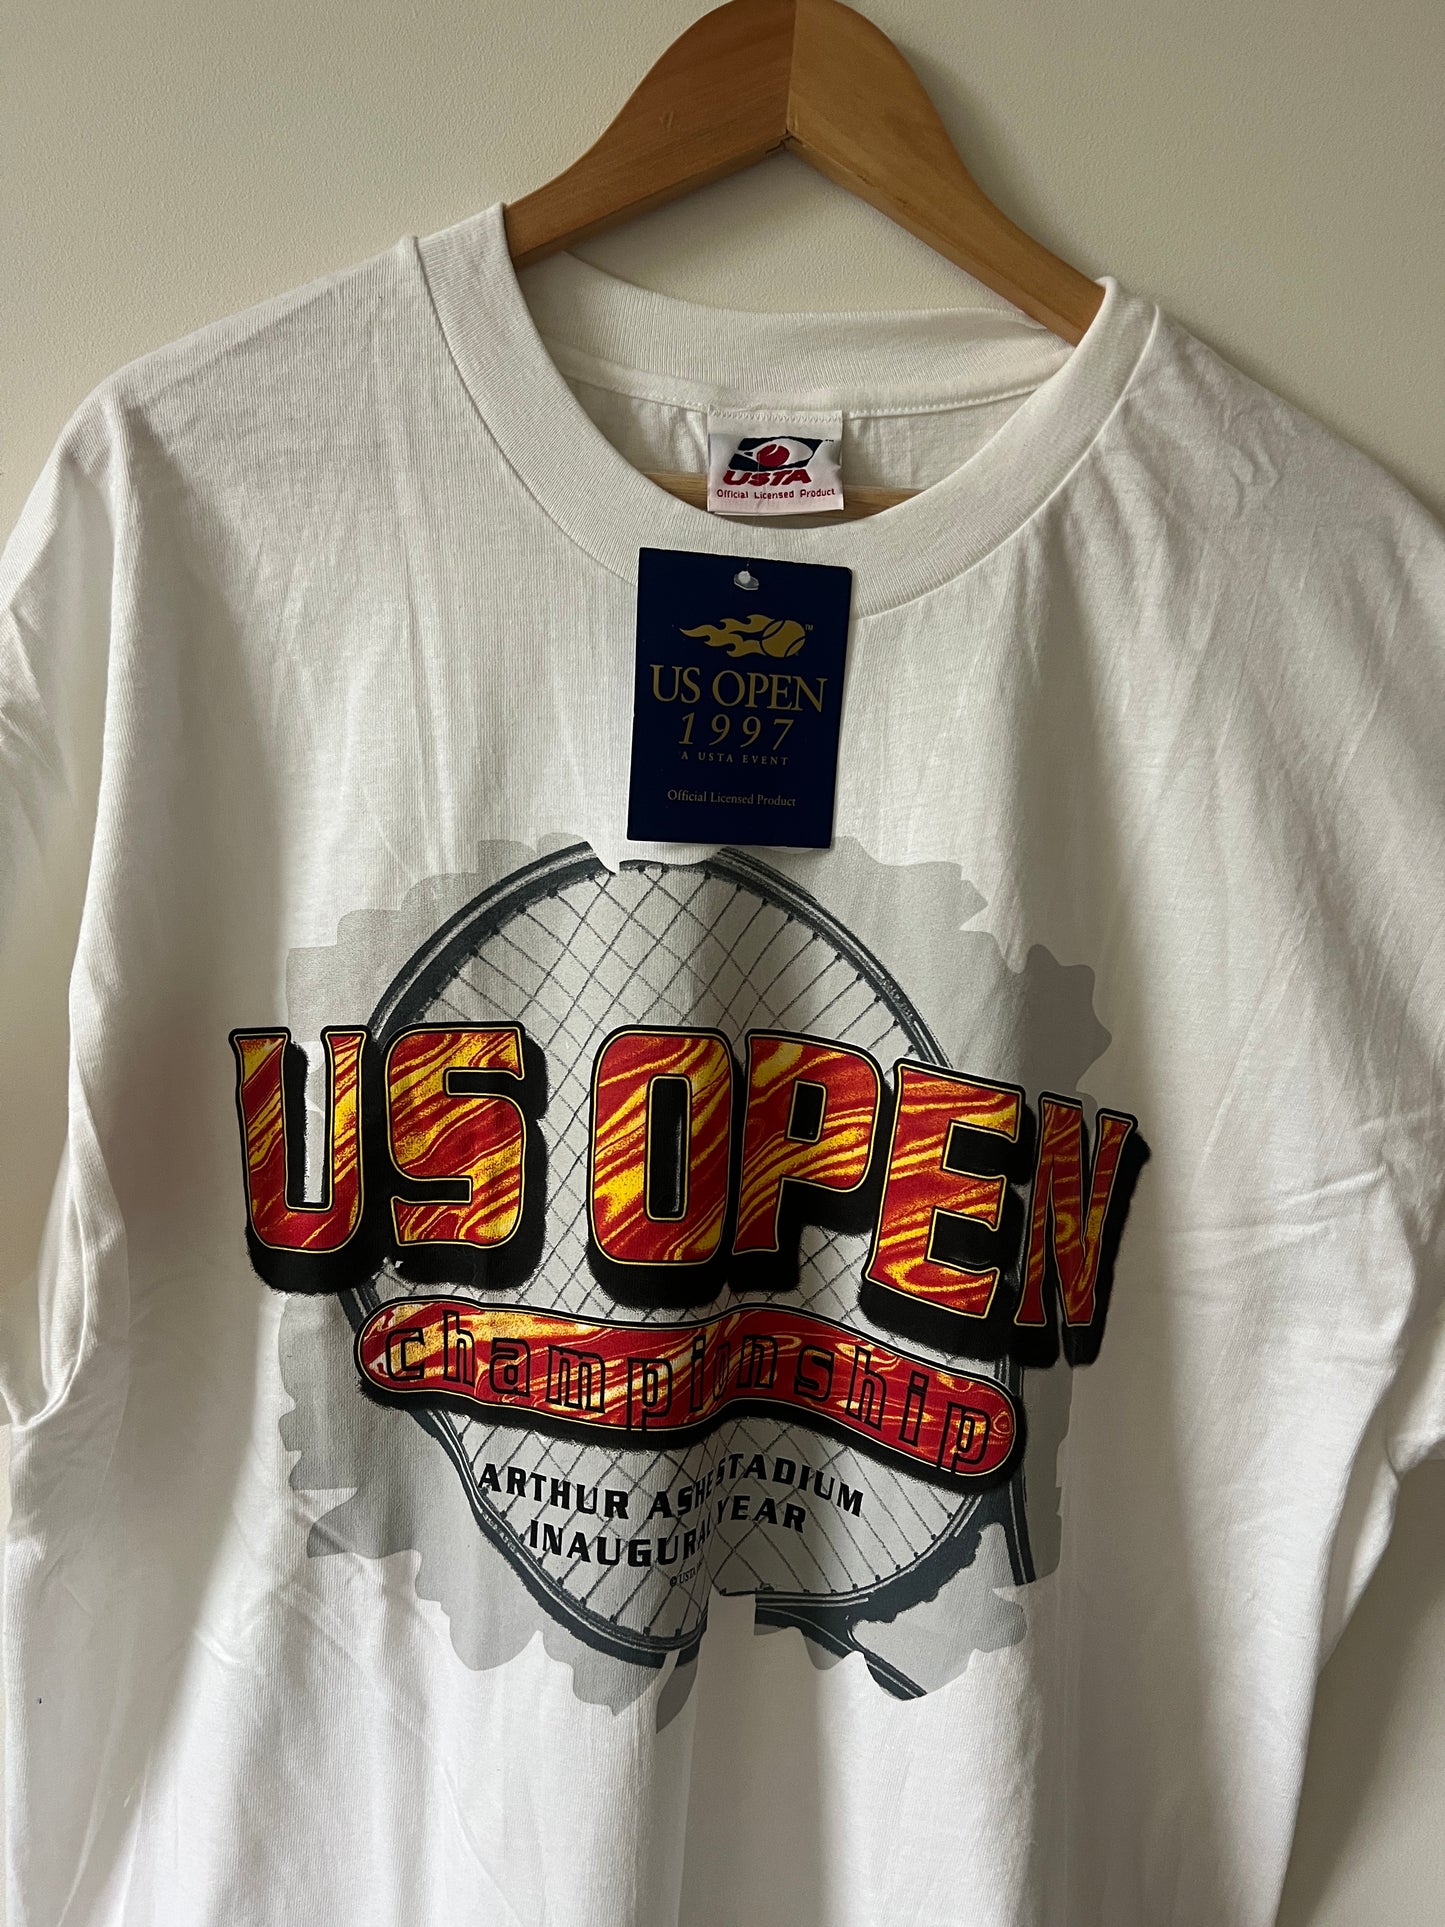 USTA
Official Licensed Product
US OPEN
1997
A USTA EVENT
Official Licensed Product
US OPEN
championship
ARTHUR ASHE STADIUM
INAUGURAL YEAR
© USTA